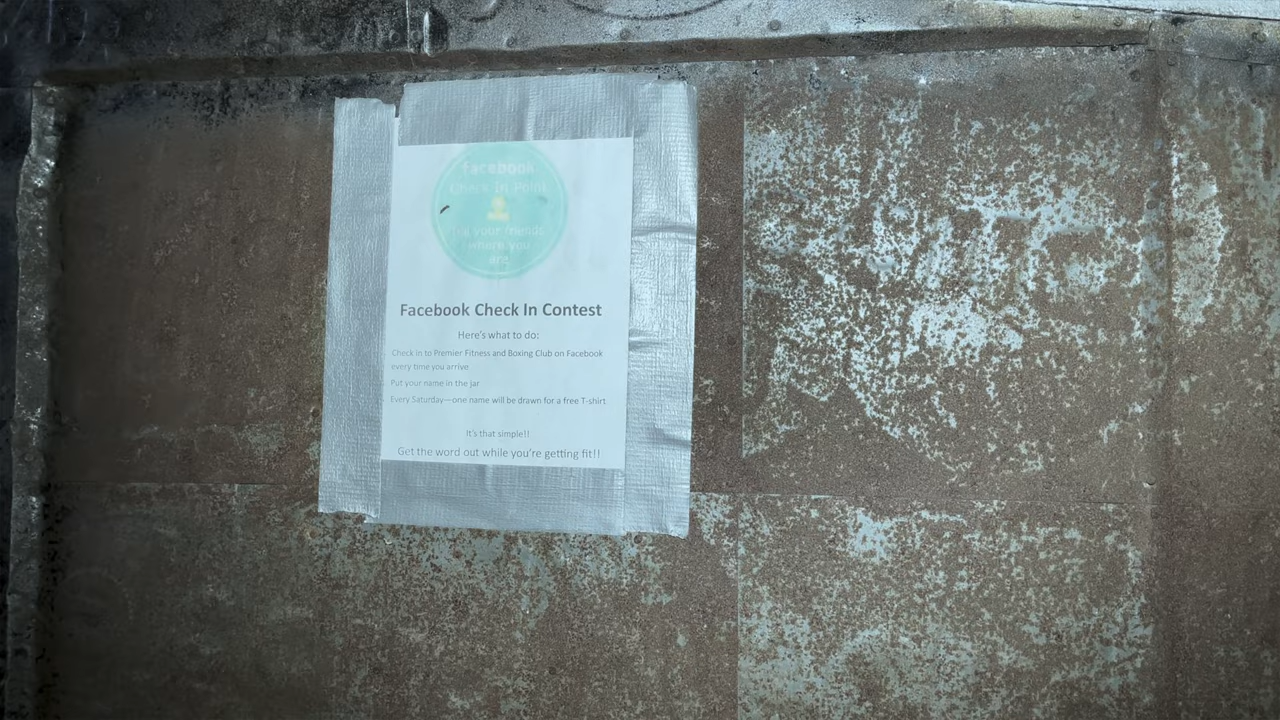 facebook
Check In Point
Tell your friends
where you
are
Facebook Check In Contest
Here's what to do:
Check in to Premier Fitness and Boxing Club on Facebook
every time you arrive
Put your name in the jar
Every Saturday—one name will be drawn for a free T-shirt
It's that simple!!
Get the word out while you're getting fit!!